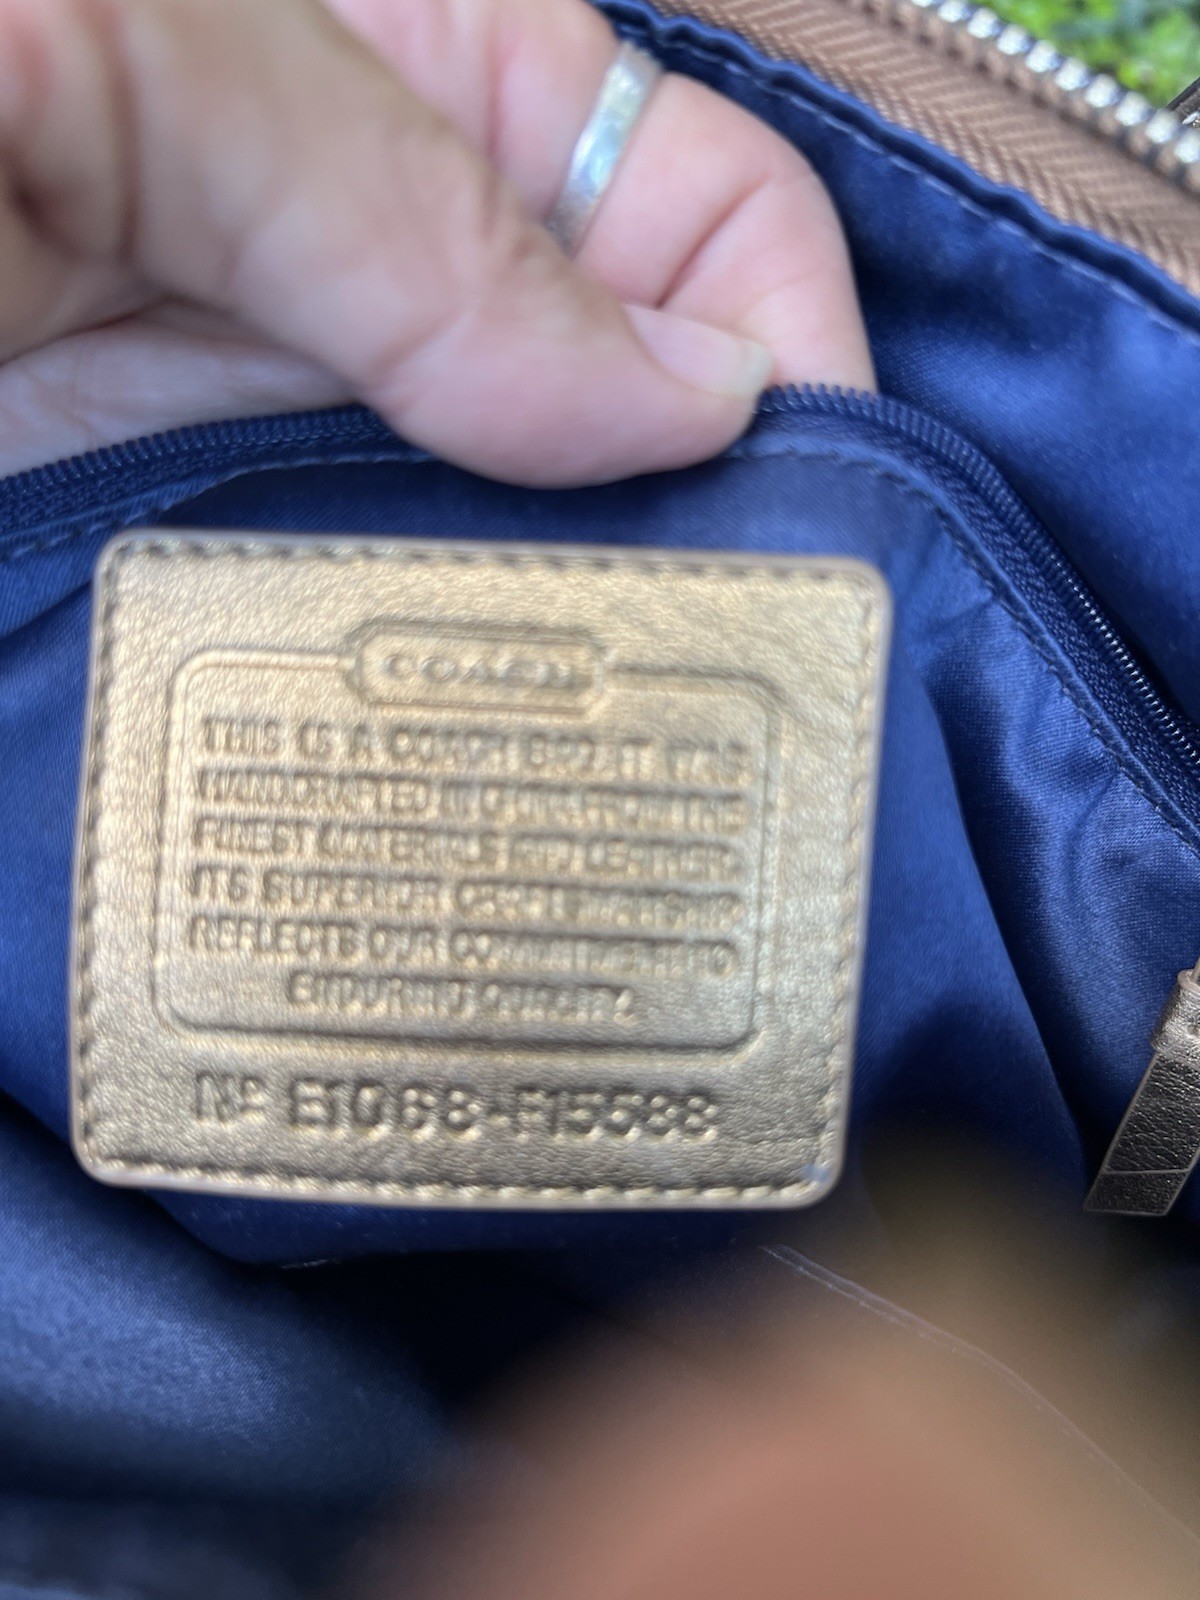 COACH
THIS IS A COACH BAG. IT WAS
HANDCRAFTED IN CHINA FROM THE
FINEST MATERIALS AND LEATHER.
ITS SUPERIOR CRAFTSMANSHIP
REFLECTS OUR COMMITMENT TO
ENDURING QUALITY.
Nº E1068-F15588